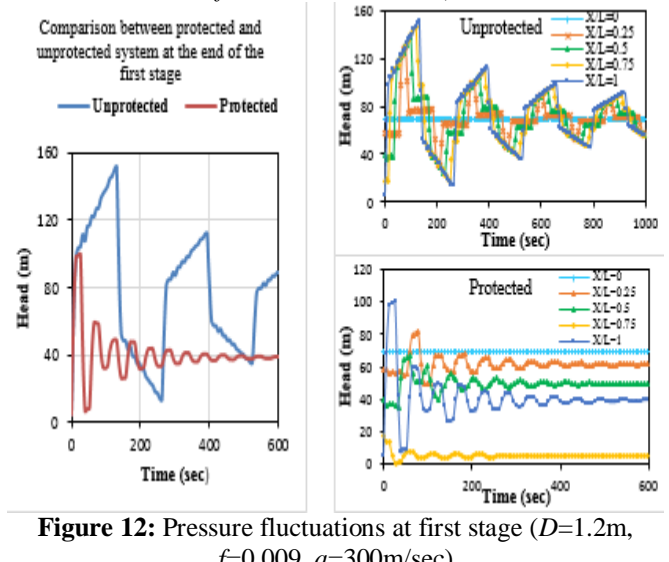 Comparison between protected and
unprotected system at the end of the
first stage
Unprotected Protected
160
120
80
40
0
0 200 400 600
Head (m)
Time (sec)
Unprotected
X/L=0
X/L=0.25
X/L=0.5
X/L=0.75
X/L=1
160
120
80
40
0
0 200 400 600 800 1000
Head (m)
Time (sec)
Protected
X/L=0
X/L=0.25
X/L=0.5
X/L=0.75
X/L=1
120
100
80
60
40
20
0
0 200 400 600
Head (m)
Time (sec)
Figure 12: Pressure fluctuations at first stage (D=1.2m,
f=0.009, a=300m/sec)